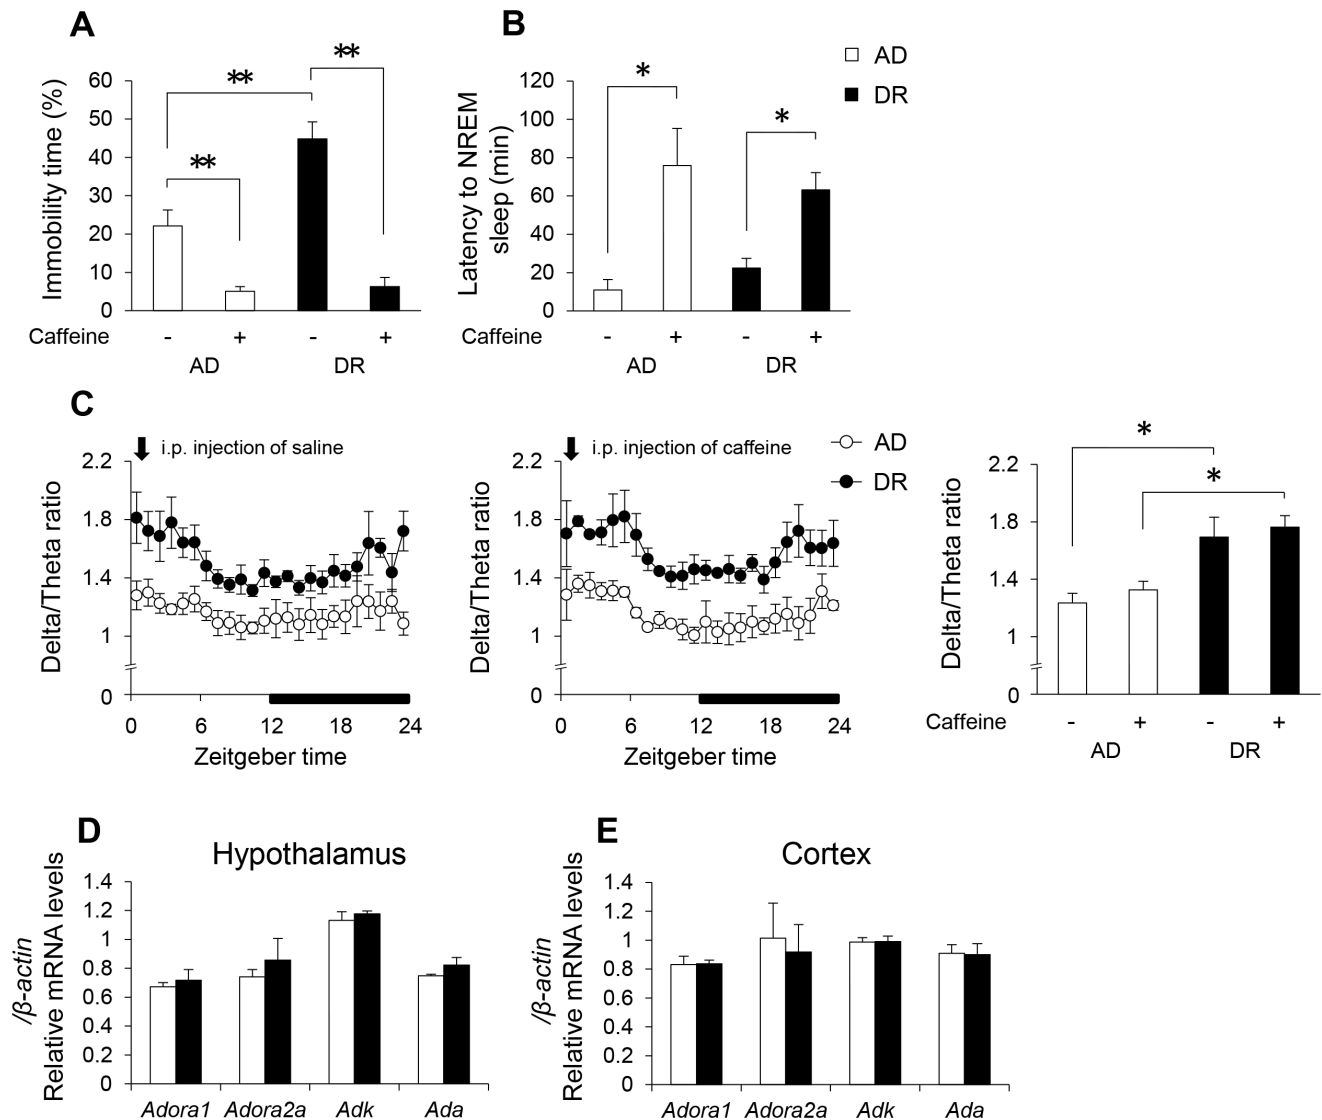 A
B
AD
DR
Immobility time (%)
60
50
40
30
20
10
0
**
**
**
Caffeine - + - +
AD DR
Latency to NREM
sleep (min)
120
100
80
60
40
20
0
*
*
Caffeine - + - +
AD DR
C
i.p. injection of saline
Delta/Theta ratio
2.2
1.8
1.4
1
0
0 6 12 18 24
Zeitgeber time
i.p. injection of caffeine
AD
DR
Delta/Theta ratio
2.2
1.8
1.4
1
0
0 6 12 18 24
Zeitgeber time
*
*
Delta/Theta ratio
2.2
1.8
1.4
1
0
Caffeine - + - +
AD DR
D
Hypothalamus
/β-actin
Relative mRNA levels
1.4
1.2
1
0.8
0.6
0.4
0.2
0
Adora1 Adora2a Adk Ada
E
Cortex
/β-actin
Relative mRNA levels
1.4
1.2
1
0.8
0.6
0.4
0.2
0
Adora1 Adora2a Adk Ada